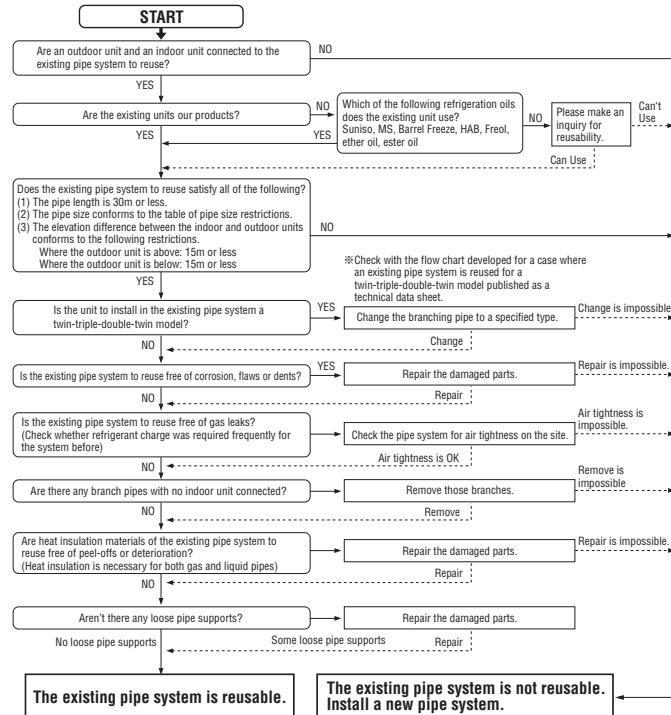 START
Are an outdoor unit and an indoor unit connected to the
existing pipe system to reuse?
NO
YES
Are the existing units our products?
NO
Which of the following refrigeration oils
does the existing unit use?
Suniso, MS, Barrel Freeze, HAB, Freol,
ether oil, ester oil
NO
Please make an
inquiry for
reusability.
Can't
Use
YES
YES
Can Use
Does the existing pipe system to reuse satisfy all of the following?
(1) The pipe length is 30m or less.
(2) The pipe size conforms to the table of pipe size restrictions.
(3) The elevation difference between the indoor and outdoor units
conforms to the following restrictions.
Where the outdoor unit is above: 15m or less
Where the outdoor unit is below: 15m or less
NO
YES
※Check with the flow chart developed for a case where
an existing pipe system is reused for a
twin-triple-double-twin model published as a
technical data sheet.
Is the unit to install in the existing pipe system a
twin-triple-double-twin model?
YES
Change the branching pipe to a specified type.
Change is impossible.
NO
Change
Is the existing pipe system to reuse free of corrosion, flaws or dents?
YES
Repair the damaged parts.
Repair is impossible.
NO
Repair
Is the existing pipe system to reuse free of gas leaks?
(Check whether refrigerant charge was required frequently for
the system before)
Check the pipe system for air tightness on the site.
Air tightness is
impossible.
NO
Air tightness is OK
Are there any branch pipes with no indoor unit connected?
Remove those branches.
Remove is
impossible
NO
Remove
Are heat insulation materials of the existing pipe system to
reuse free of peel-offs or deterioration?
(Heat insulation is necessary for both gas and liquid pipes)
Repair the damaged parts.
Repair is impossible.
NO
Repair
Aren't there any loose pipe supports?
Repair the damaged parts.
No loose pipe supports
Some loose pipe supports
Repair
The existing pipe system is reusable.
The existing pipe system is not reusable.
Install a new pipe system.